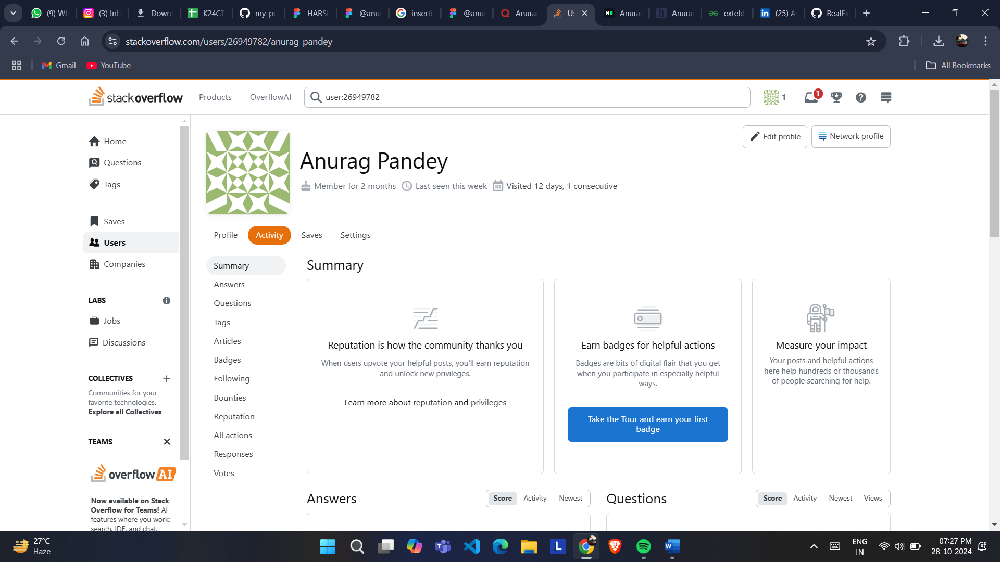 (9) Wh
(3) Inb
Downl
K24CT
my-po
HARSH
@anur
inserti
@anur
Anura
Us
Anura
Anura
exteld
(25) A
RealEx
stackoverflow.com/users/26949782/anurag-pandey
Gmail
YouTube
All Bookmarks
stackoverflow
Products
OverflowAI
user:26949782
1
1
Home
Questions
Tags
Saves
Users
Companies
LABS
Jobs
Discussions
COLLECTIVES
Communities for your
favorite technologies.
Explore all Collectives
TEAMS
overflow AI
Now available on Stack
Overflow for Teams! AI
features where you work:
search, IDE, and chat.
Edit profile
Network profile
Anurag Pandey
Member for 2 months
Last seen this week
Visited 12 days, 1 consecutive
Profile
Activity
Saves
Settings
Summary
Answers
Questions
Tags
Articles
Badges
Following
Bounties
Reputation
All actions
Responses
Votes
Summary
Reputation is how the community thanks you
When users upvote your helpful posts, you'll earn reputation
and unlock new privileges.
Learn more about reputation and privileges
Earn badges for helpful actions
Badges are bits of digital flair that you get
when you participate in especially helpful
ways.
Take the Tour and earn your first
badge
Measure your impact
Your posts and helpful actions
here help hundreds or thousands
of people searching for help.
Answers
Score Activity Newest
Questions
Score Activity Newest Views
27°C
Haze
ENG
IN
07:27 PM
28-10-2024